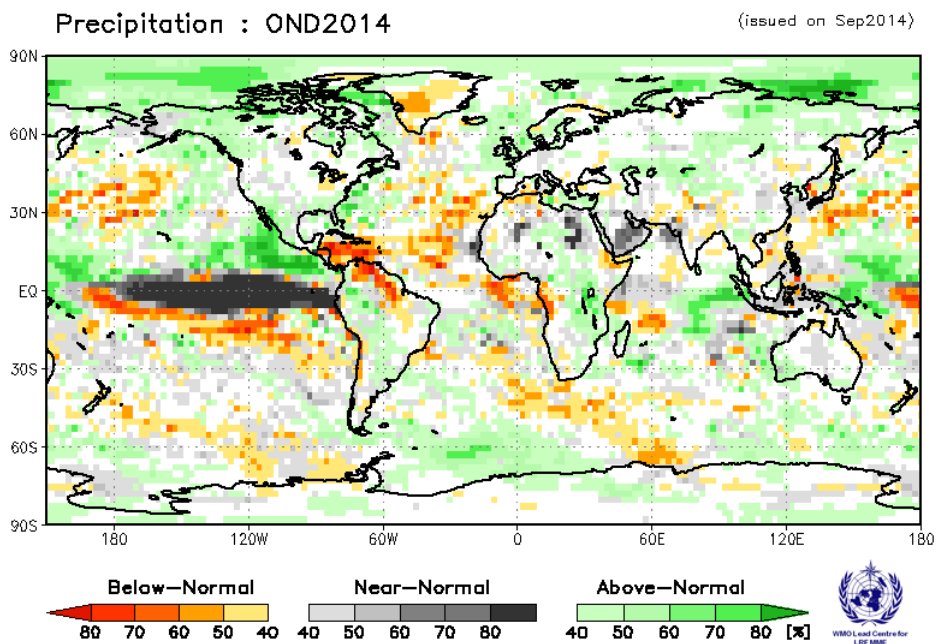 Precipitation : OND2014
(issued on Sep2014)
90N
60N
30N
EQ
30S
60S
90S
180 120W 60W 0 60E 120E 180
Below-Normal Near-Normal Above-Normal
80 70 60 50 40 40 50 60 70 80 40 50 60 70 80 [%]
WMO Lead Centre for
LRFMME